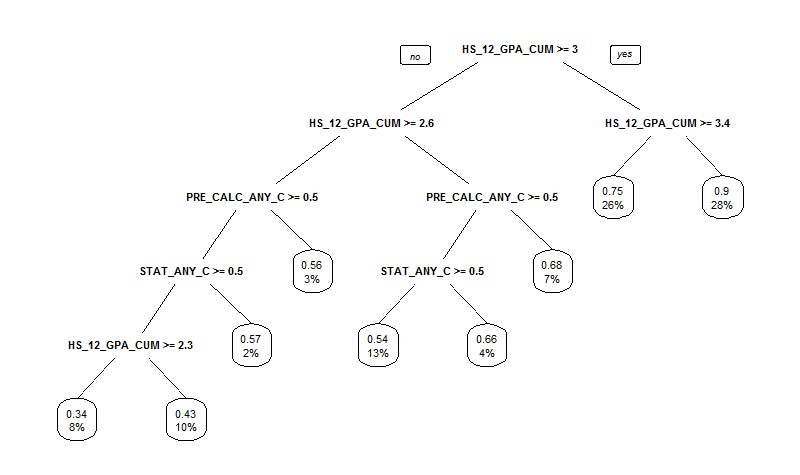 HS_12_GPA_CUM >= 3
no
yes
HS_12_GPA_CUM >= 2.6
HS_12_GPA_CUM >= 3.4
PRE_CALC_ANY_C >= 0.5
PRE_CALC_ANY_C >= 0.5
0.75
26%
0.9
28%
STAT_ANY_C >= 0.5
0.56
3%
STAT_ANY_C >= 0.5
0.68
7%
HS_12_GPA_CUM >= 2.3
0.57
2%
0.54
13%
0.66
4%
0.34
8%
0.43
10%